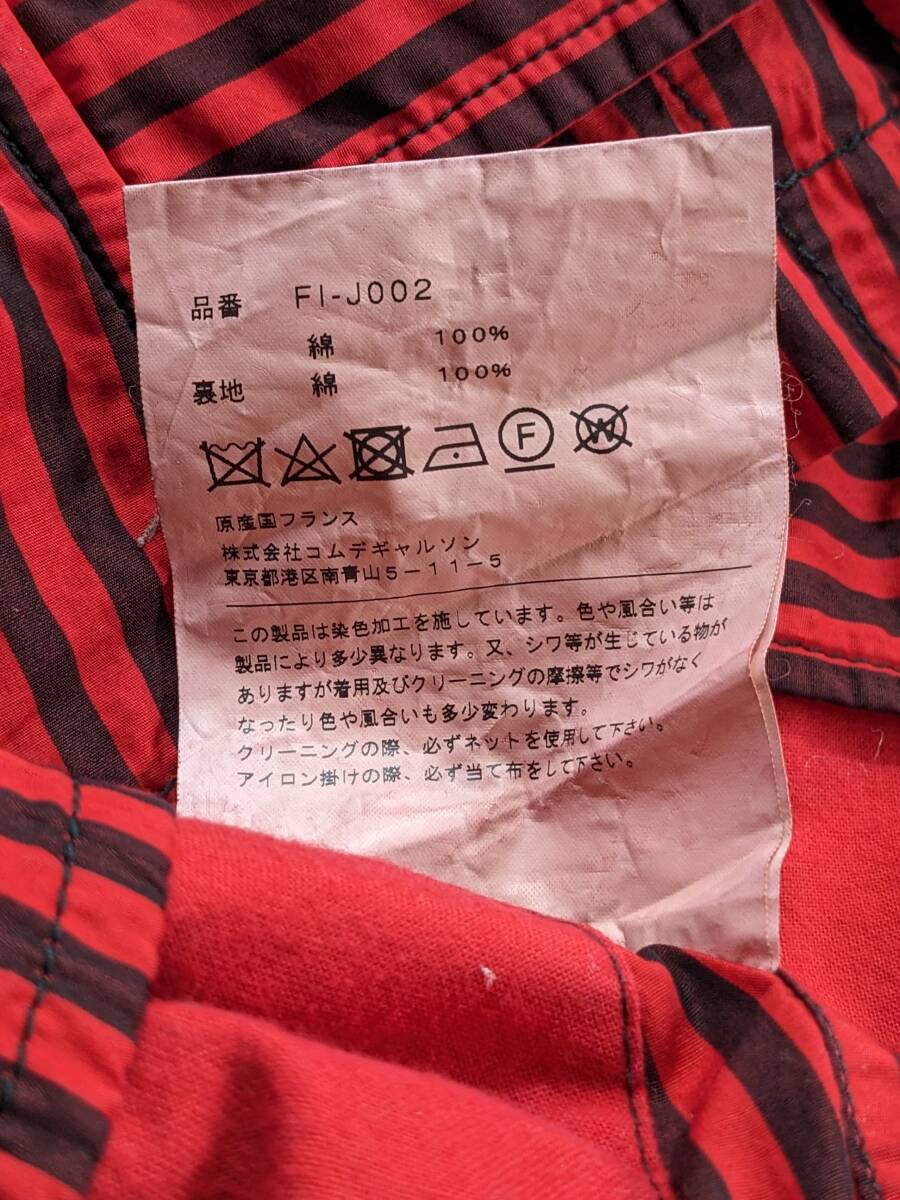 品番 FI-J002
綿 100%
裏地 綿 100%
F W
原産国フランス
株式会社コムデギャルソン
東京都港区南青山5-11-5
この製品は染色加工を施しています。色や風合い等は
製品により多少異なります。又、シワ等が生じている物が
ありますが着用及びクリーニングの摩擦等でシワがなく
なったり色や風合いも多少変わります。
クリーニングの際、必ずネットを使用して下さい。
アイロン掛けの際、必ず当て布をして下さい。